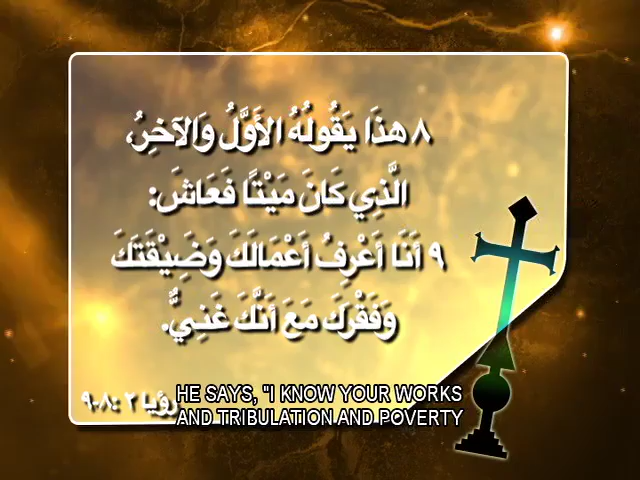 ٨ هذَا يَقُولُهُ الأَوَّلُ وَالآخِرُ،
الَّذِي كَانَ مَيْتًا فَعَاشَ:
٩ أَنَا أَعْرِفُ أَعْمَالَكَ وَضَيْقَتَكَ
وَفَقْرَكَ مَعَ أَنَّكَ غَنِيٌّ.
رؤيا ٢ :٨-٩
HE SAYS, "I KNOW YOUR WORKS
AND TRIBULATION AND POVERTY